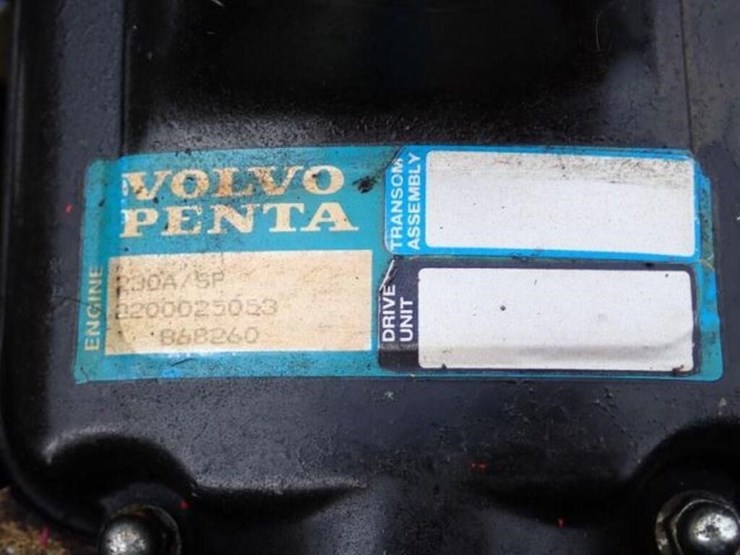 VOLVO
PENTA
ENGINE
230A/SP
2200025053
868260
TRANSOM
ASSEMBLY
DRIVE
UNIT